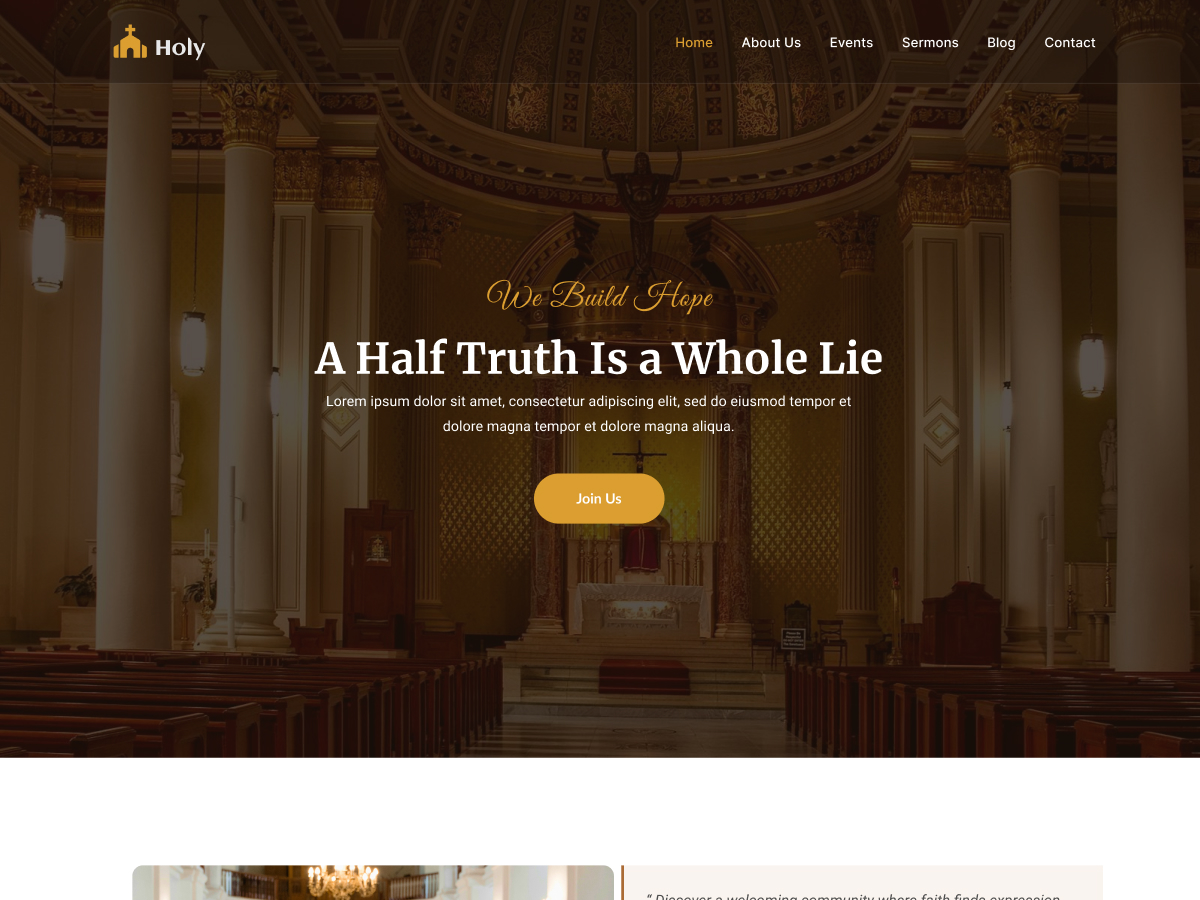 Holy
Home About Us Events Sermons Blog Contact
We Build Hope
A Half Truth Is a Whole Lie
Lorem ipsum dolor sit amet, consectetur adipiscing elit, sed do eiusmod tempor et
dolore magna tempor et dolore magna aliqua.
Join Us
“ Discover a welcoming community where faith finds expression